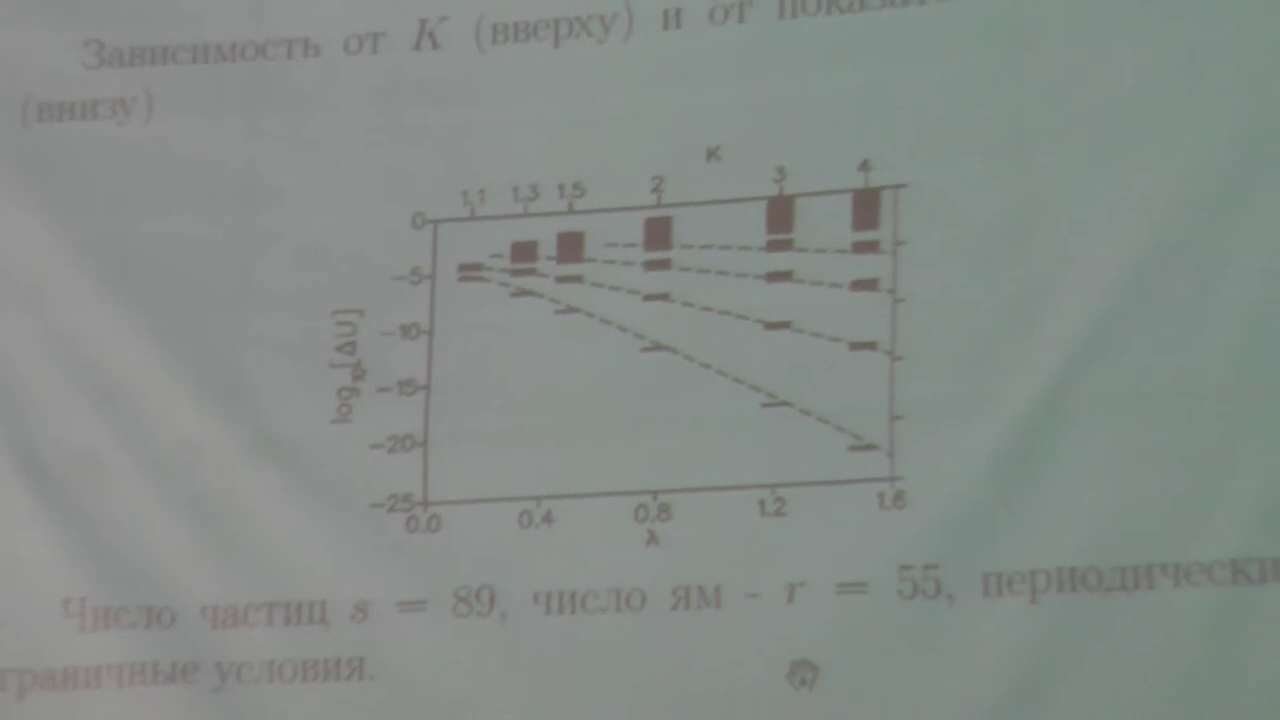 Зависимость от K (вверху) и от
(внизу)
K
1.1 1.3 1.5 2 3 4
0
-5
-10
-15
-20
-25
log₁₀[ΔU]
0.0 0.4 0.8 1.2 1.6
λ
Число частиц s = 89, число ям - r = 55, периодически
граничные условия.